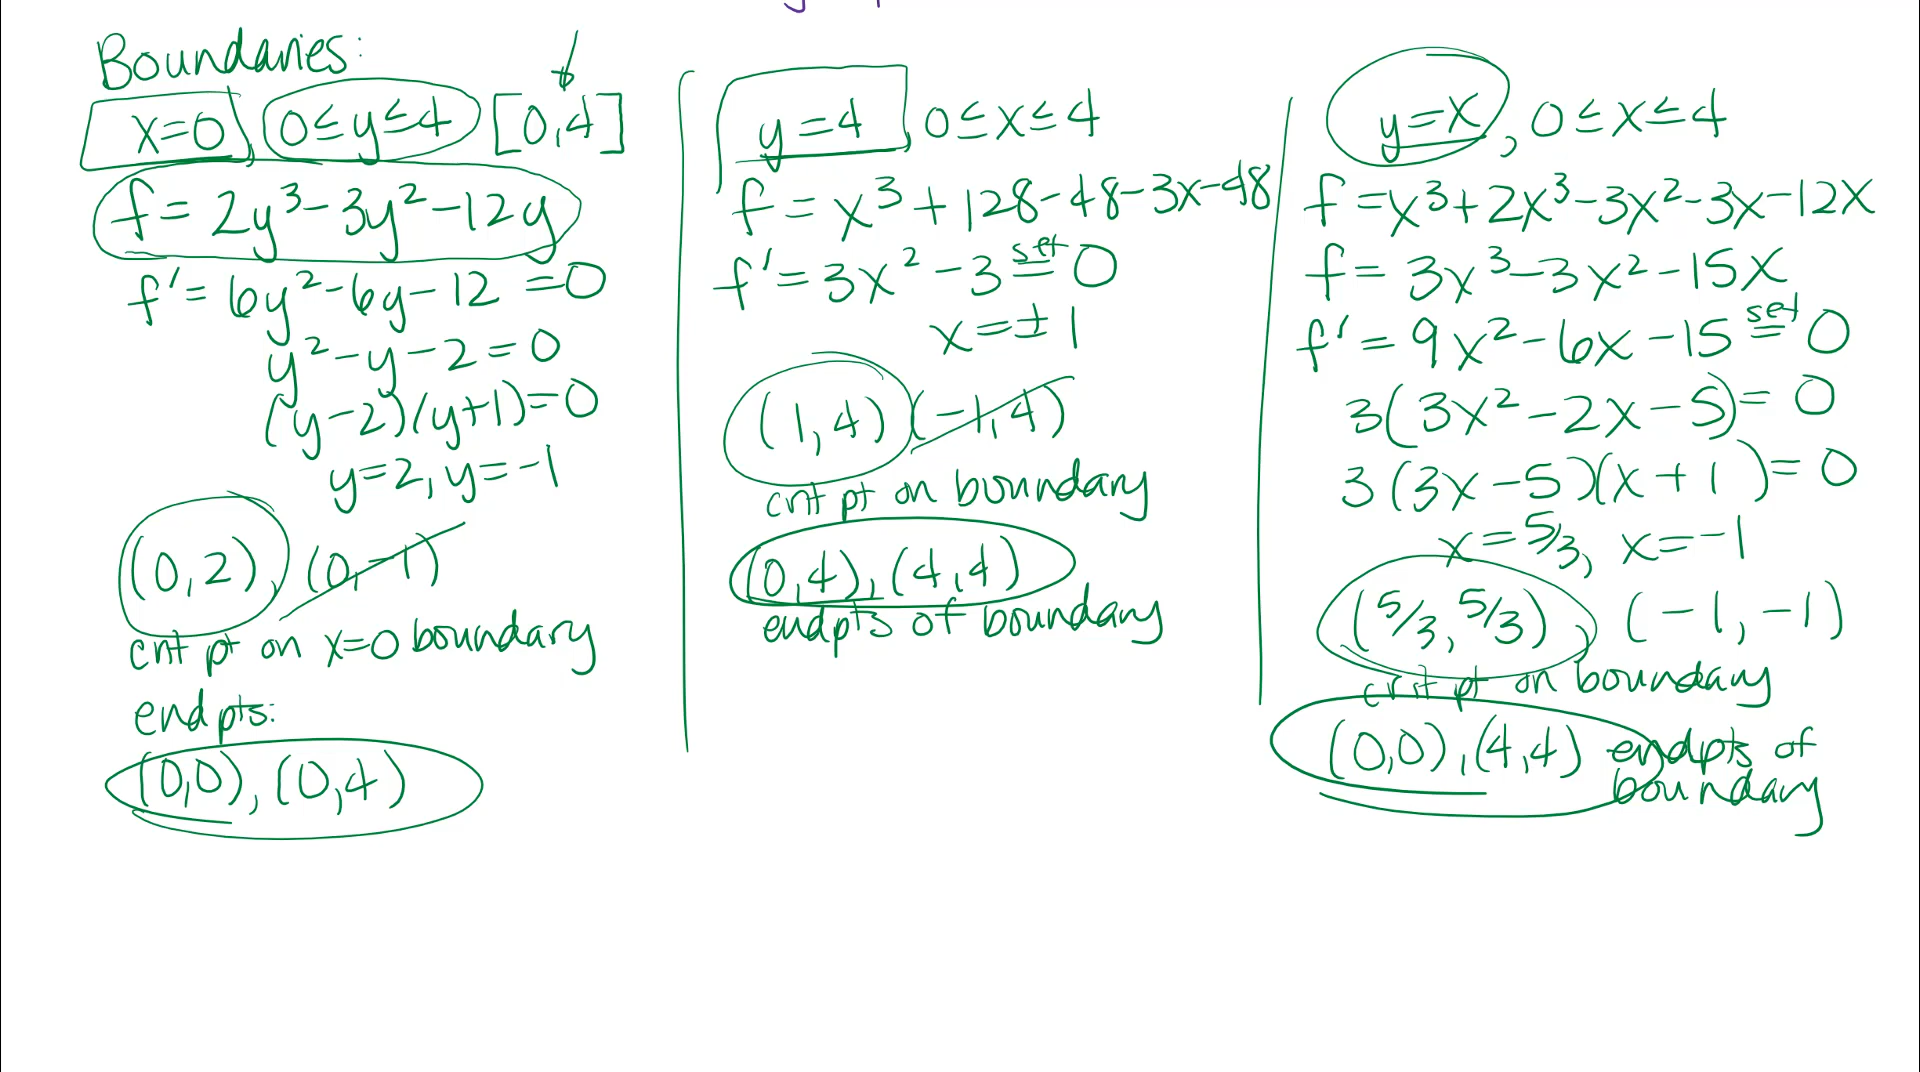 Boundaries:
x=0, 0≤y≤4 [0,4]
f = 2y³-3y²-12y
f' = 6y²-6y-12 =0
y²-y-2=0
(y-2)(y+1)=0
y=2, y=-1
(0,2), (0,-1)
crit pt on x=0 boundary
endpts:
(0,0), (0,4)
y=4, 0≤x≤4
f = x³+128-48-3x-48
f' = 3x²-3 set = 0
x=±1
(1,4) (-1,4)
crit pt on boundary
(0,4), (4,4)
endpts of boundary
y=x, 0≤x≤4
f = x³+2x³-3x²-3x-12x
f = 3x³-3x²-15x
f' = 9x²-6x-15 set = 0
3(3x²-2x-5) = 0
3(3x-5)(x+1) = 0
x=5/3, x=-1
(5/3, 5/3), (-1, -1)
crit pt on boundary
(0,0), (4,4) endpts of
boundary